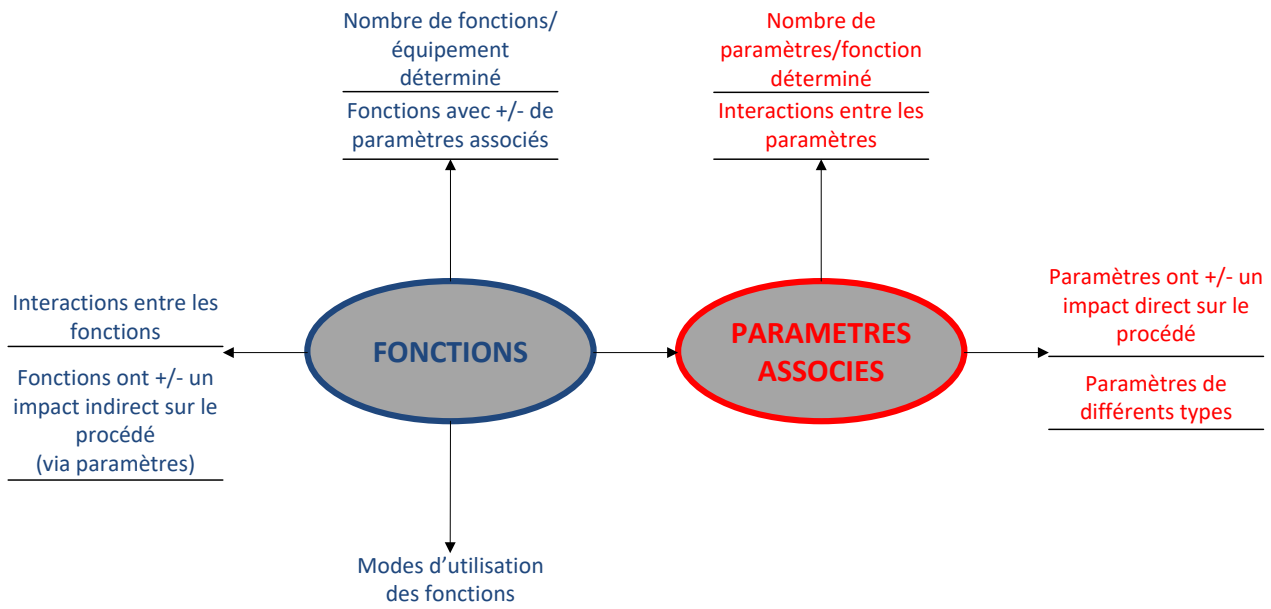 Nombre de fonctions/
équipement
déterminé
Fonctions avec +/- de
paramètres associés
Nombre de
paramètres/fonction
déterminé
Interactions entre les
paramètres
Interactions entre les
fonctions
Fonctions ont +/- un
impact indirect sur le
procédé
(via paramètres)
FONCTIONS
PARAMETRES
ASSOCIES
Paramètres ont +/- un
impact direct sur le
procédé
Paramètres de
différents types
Modes d’utilisation
des fonctions